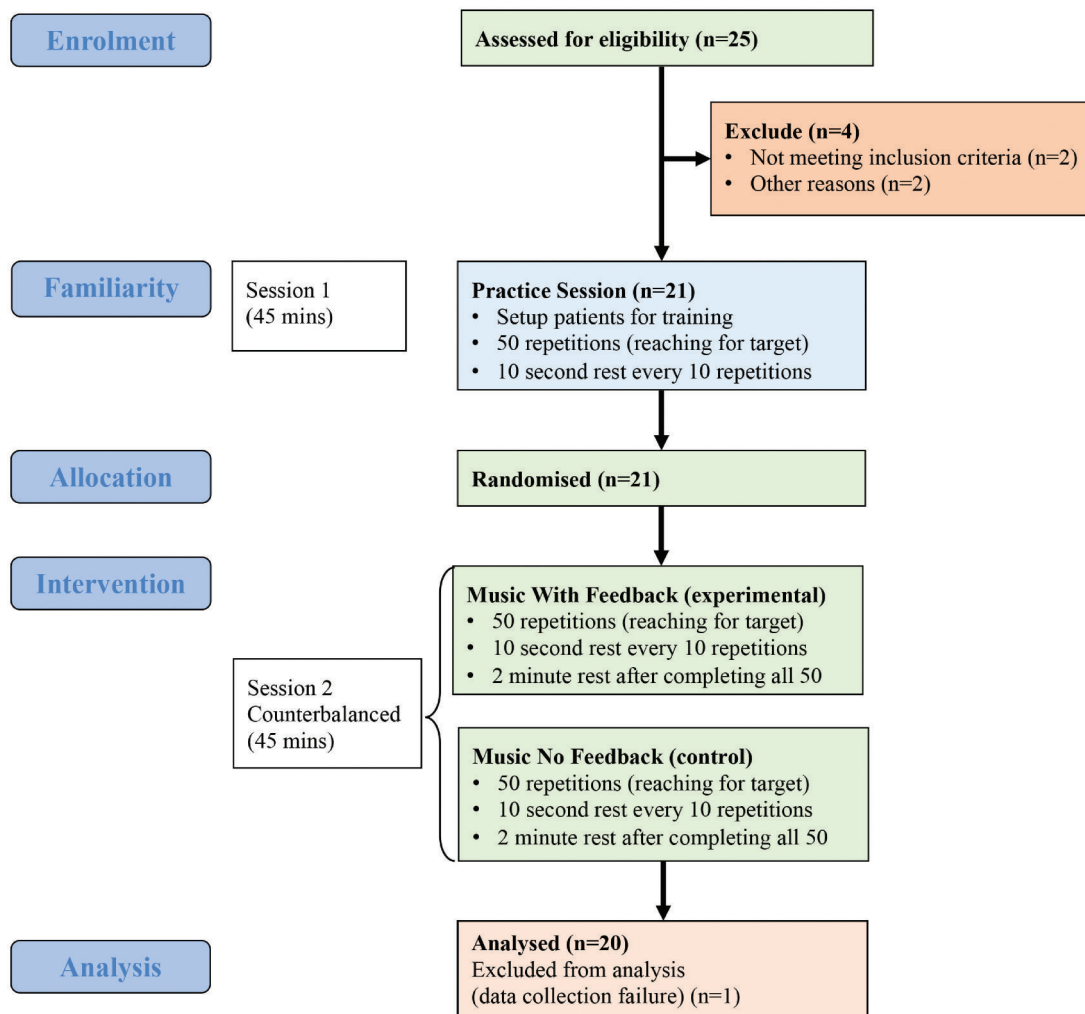 Enrolment
Assessed for eligibility (n=25)
Exclude (n=4)
• Not meeting inclusion criteria (n=2)
• Other reasons (n=2)
Familiarity
Session 1
(45 mins)
Practice Session (n=21)
• Setup patients for training
• 50 repetitions (reaching for target)
• 10 second rest every 10 repetitions
Allocation
Randomised (n=21)
Intervention
Session 2
Counterbalanced
(45 mins)
Music With Feedback (experimental)
• 50 repetitions (reaching for target)
• 10 second rest every 10 repetitions
• 2 minute rest after completing all 50
Music No Feedback (control)
• 50 repetitions (reaching for target)
• 10 second rest every 10 repetitions
• 2 minute rest after completing all 50
Analysis
Analysed (n=20)
Excluded from analysis
(data collection failure) (n=1)